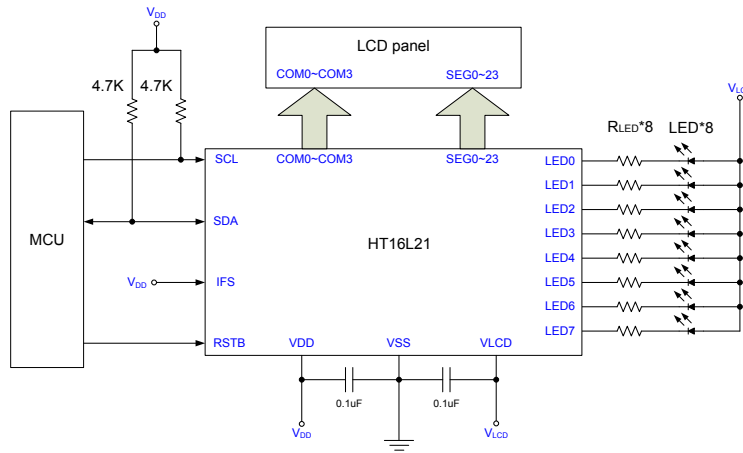 VDD
LCD panel
4.7K 4.7K
COM0~COM3 SEG0~23
RLED*8 LED*8
SCL COM0~COM3 SEG0~23 LED0
LED1
SDA LED2
MCU HT16L21 LED3
LED4
VDD IFS LED5
LED6
RSTB VDD VSS VLCD LED7
0.1uF 0.1uF
VDD VLCD